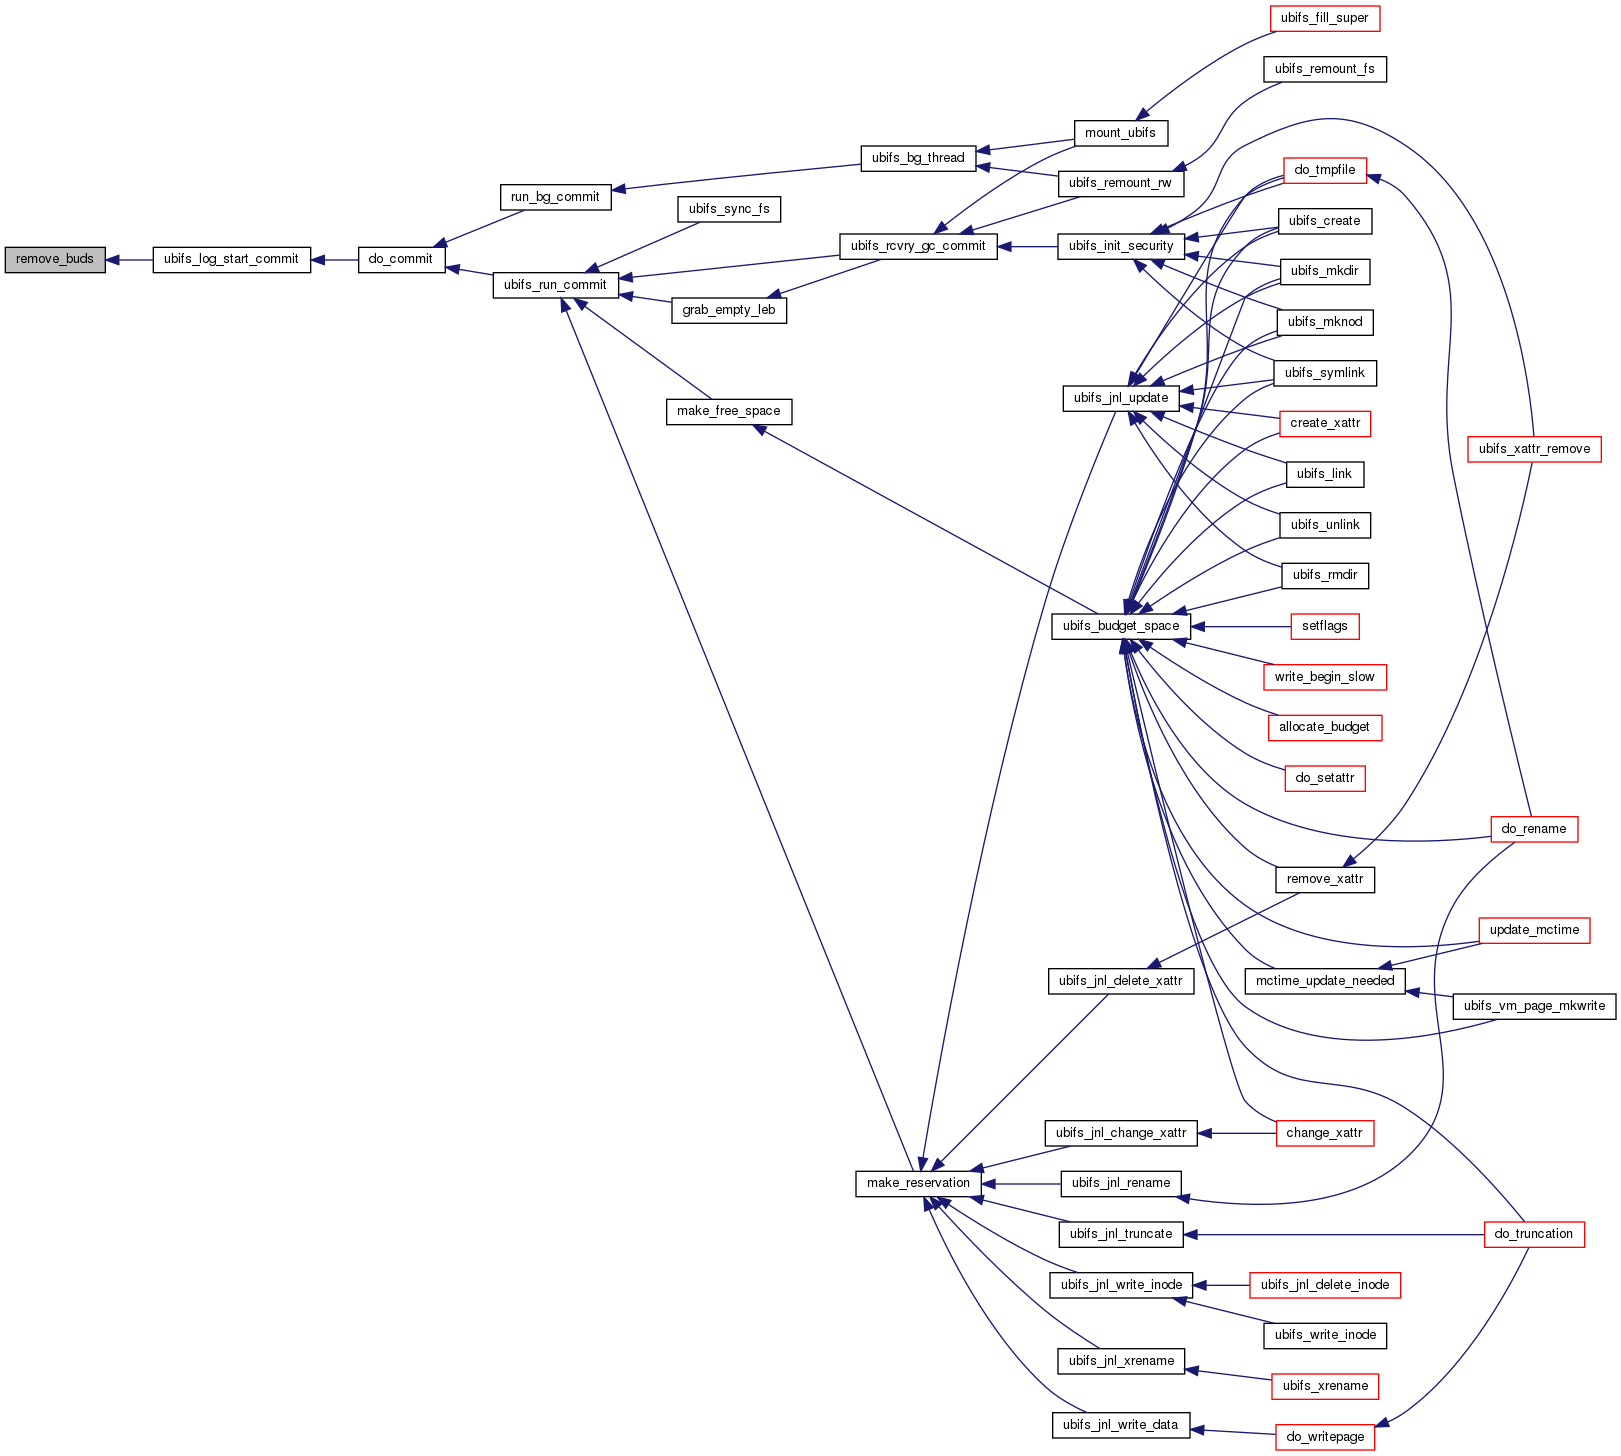 ubifs_fill_super
ubifs_remount_fs
mount_ubifs
ubifs_bg_thread
do_tmpfile
ubifs_remount_rw
run_bg_commit
ubifs_sync_fs
ubifs_create
ubifs_rcvry_gc_commit
ubifs_init_security
remove_buds
ubifs_log_start_commit
do_commit
ubifs_mkdir
ubifs_run_commit
grab_empty_leb
ubifs_mknod
ubifs_symlink
ubifs_jnl_update
make_free_space
create_xattr
ubifs_xattr_remove
ubifs_link
ubifs_unlink
ubifs_rmdir
ubifs_budget_space
setflags
write_begin_slow
allocate_budget
do_setattr
do_rename
remove_xattr
update_mctime
ubifs_jnl_delete_xattr
mctime_update_needed
ubifs_vm_page_mkwrite
ubifs_jnl_change_xattr
change_xattr
make_reservation
ubifs_jnl_rename
ubifs_jnl_truncate
do_truncation
ubifs_jnl_write_inode
ubifs_jnl_delete_inode
ubifs_write_inode
ubifs_jnl_xrename
ubifs_xrename
ubifs_jnl_write_data
do_writepage